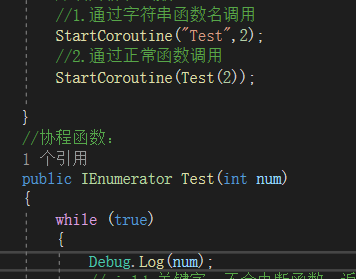 //1.通过字符串函数名调用
StartCoroutine("Test",2);
//2.通过正常函数调用
StartCoroutine(Test(2));
}
//协程函数：
1 个引用
public IEnumerator Test(int num)
{
while (true)
{
Debug.Log(num);